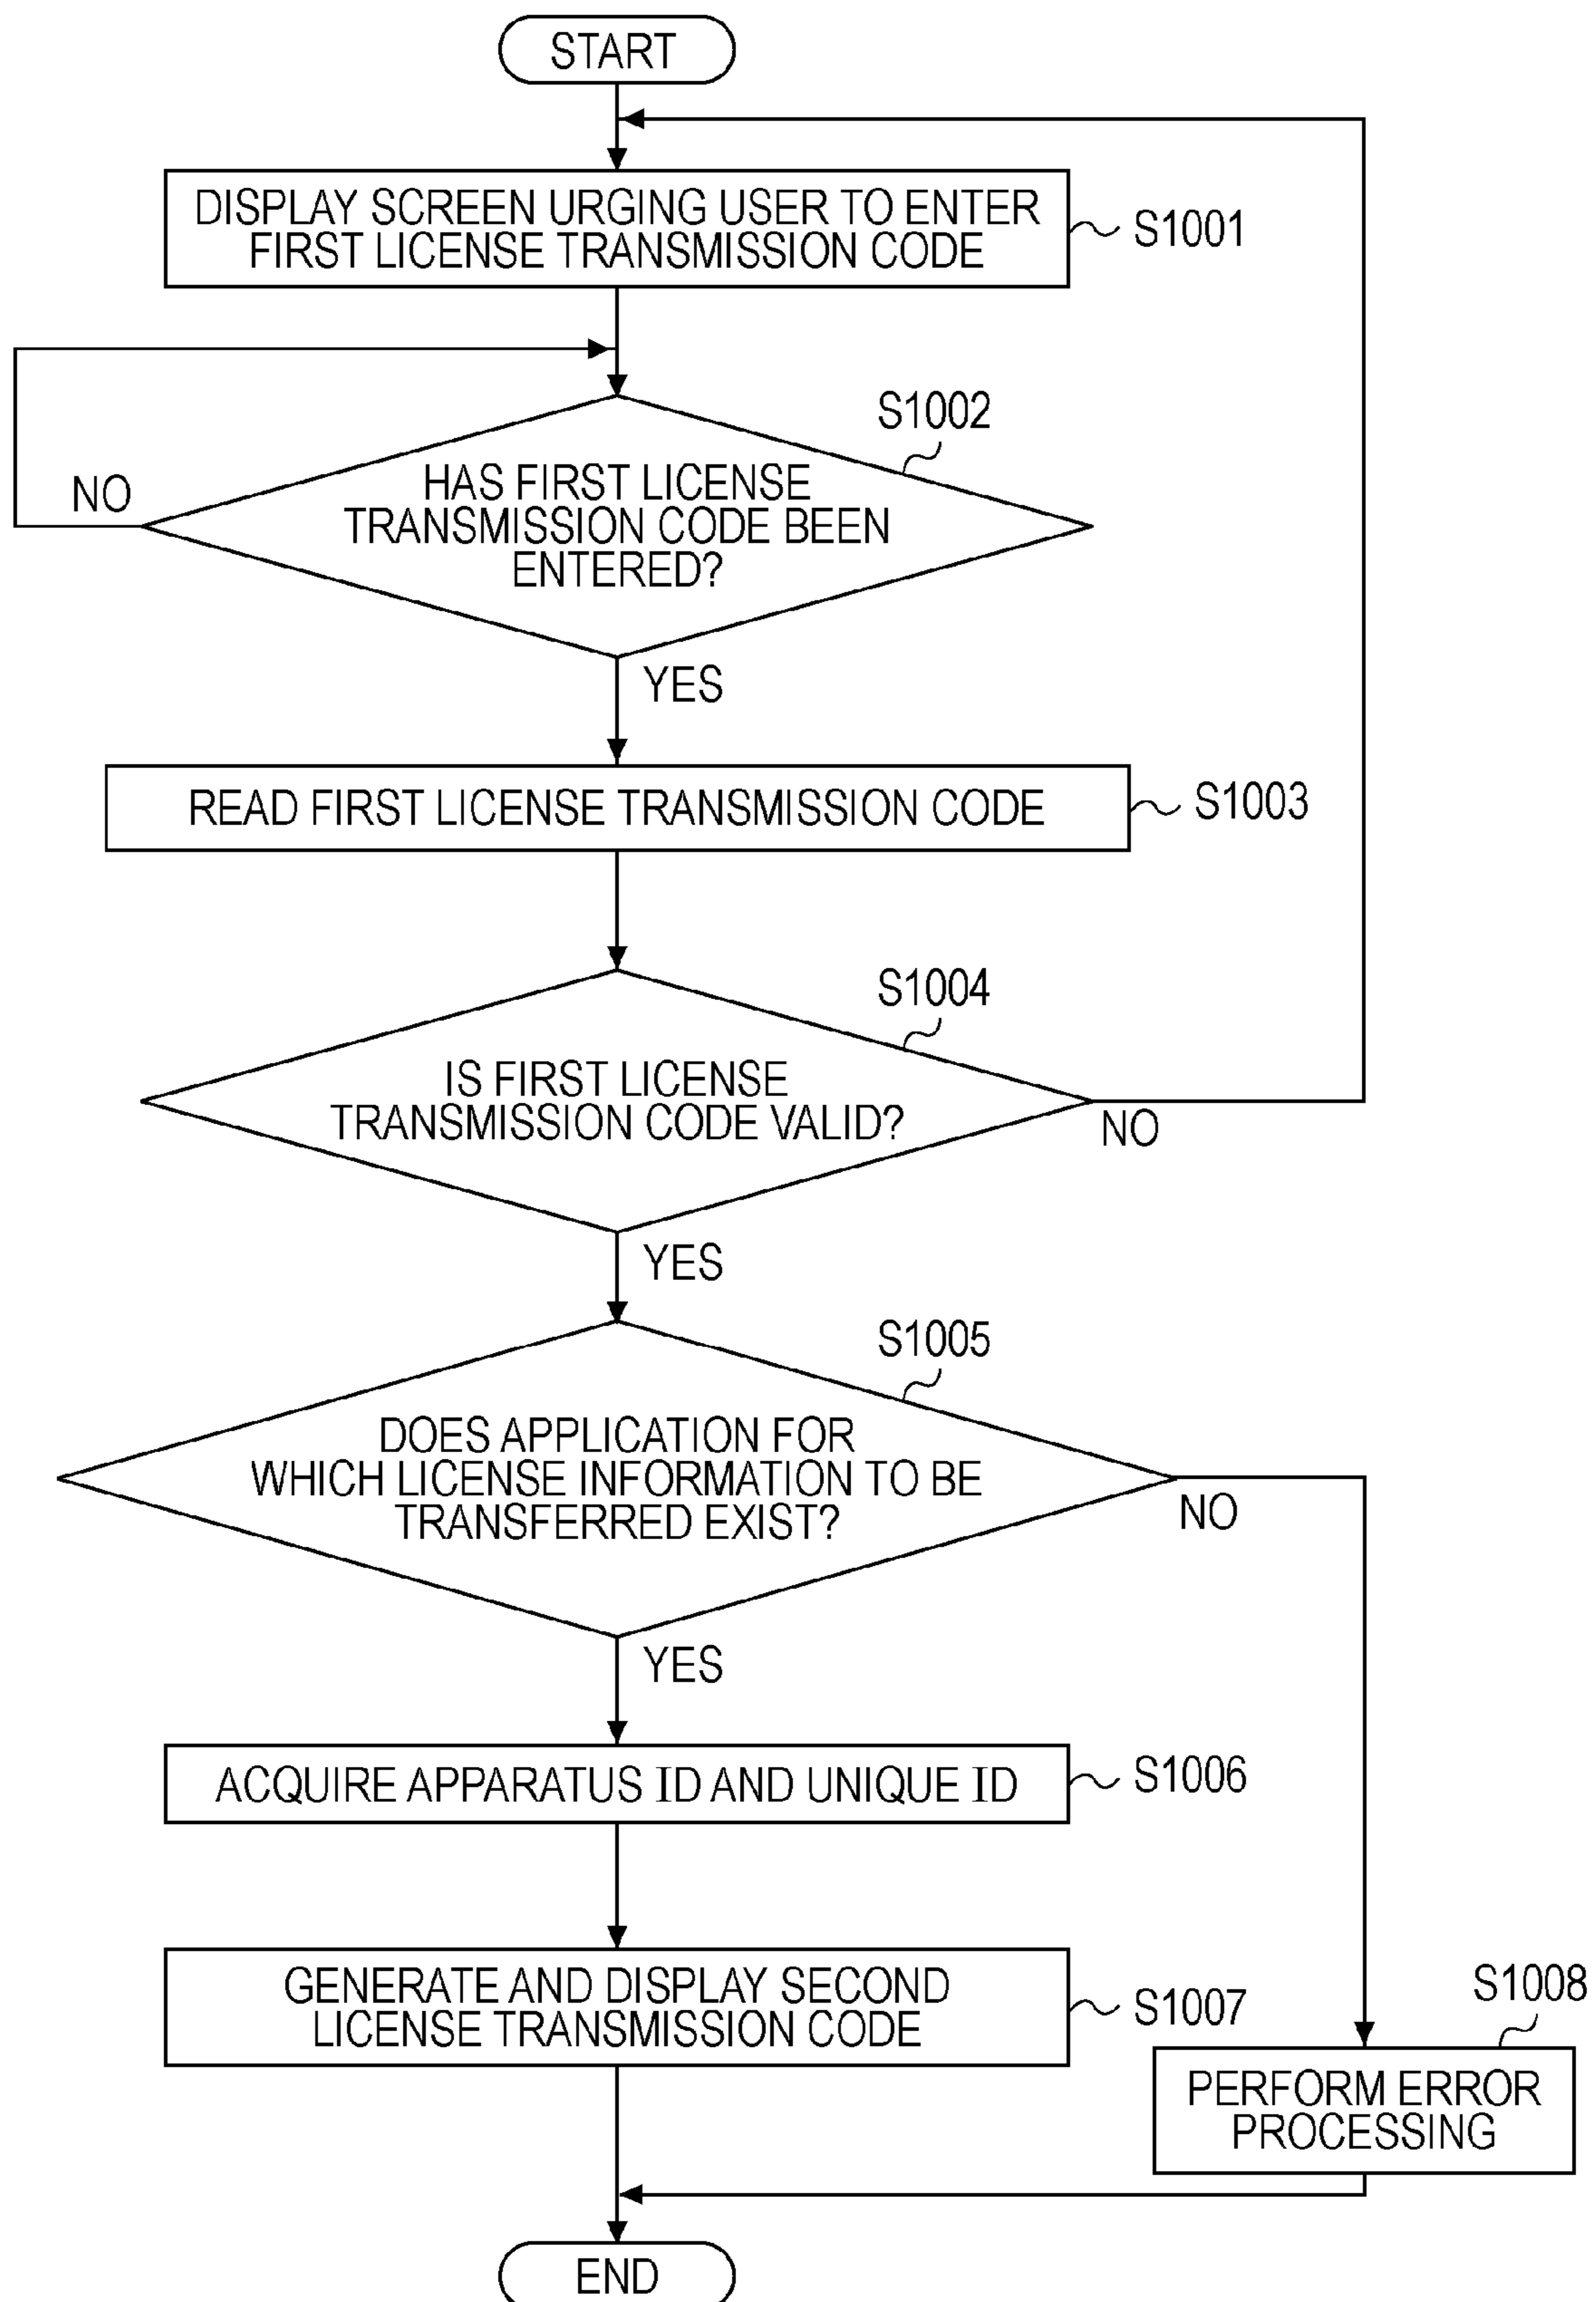 START
DISPLAY SCREEN URGING USER TO ENTER
FIRST LICENSE TRANSMISSION CODE
S1001
S1002
HAS FIRST LICENSE
TRANSMISSION CODE BEEN
ENTERED?
NO
YES
READ FIRST LICENSE TRANSMISSION CODE
S1003
S1004
IS FIRST LICENSE
TRANSMISSION CODE VALID?
NO
YES
S1005
DOES APPLICATION FOR
WHICH LICENSE INFORMATION TO BE
TRANSFERRED EXIST?
NO
YES
ACQUIRE APPARATUS ID AND UNIQUE ID
S1006
GENERATE AND DISPLAY SECOND
LICENSE TRANSMISSION CODE
S1007
S1008
PERFORM ERROR
PROCESSING
END